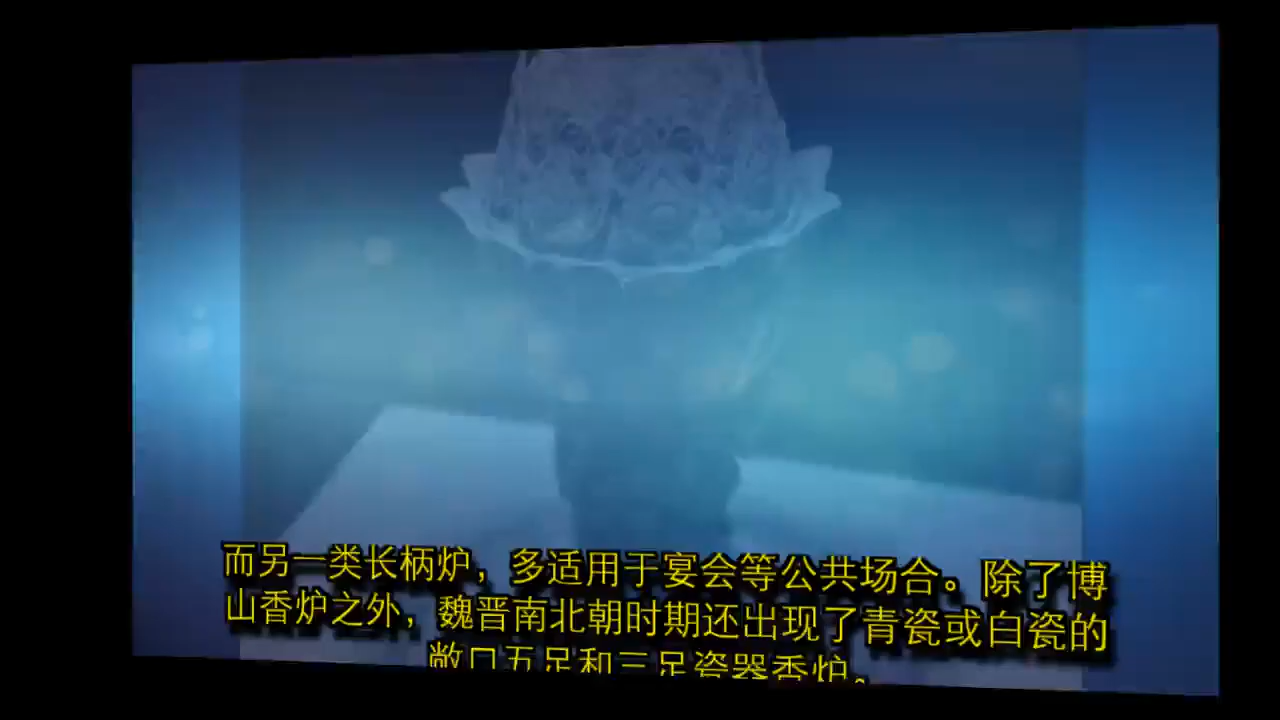 而另一类长柄炉，多适用于宴会等公共场合。除了博
山香炉之外，魏晋南北朝时期还出现了青瓷或白瓷的
敞口五足和三足瓷器香炉。